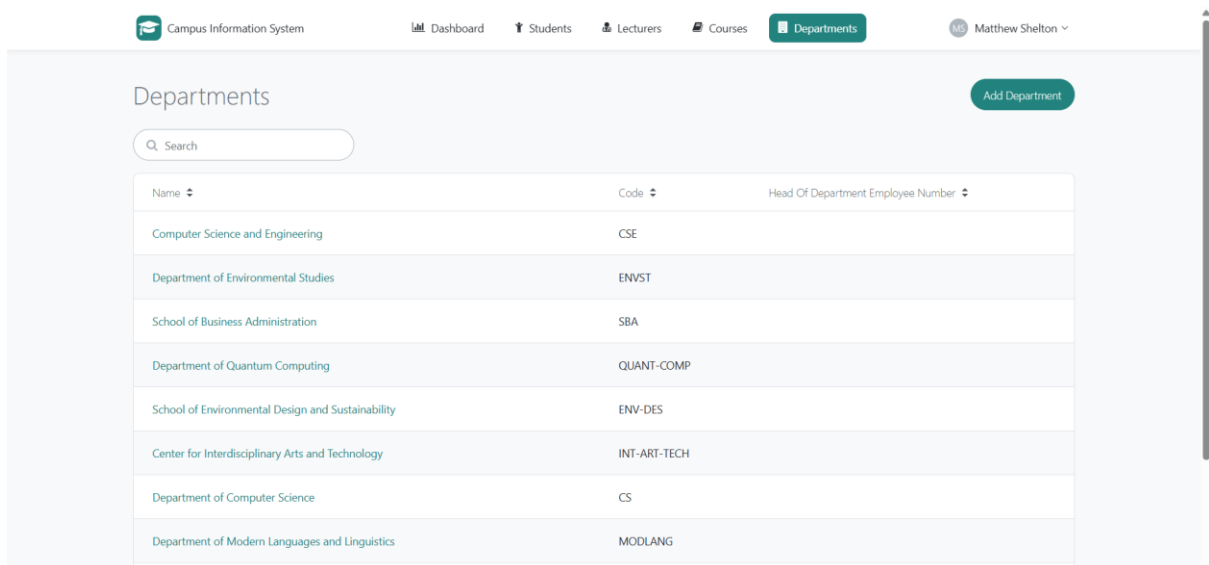 Campus Information System Dashboard Students Lecturers Courses Departments MS Matthew Shelton
Departments
Add Department
Search
Name Code Head Of Department Employee Number
Computer Science and Engineering CSE
Department of Environmental Studies ENVST
School of Business Administration SBA
Department of Quantum Computing QUANT-COMP
School of Environmental Design and Sustainability ENV-DES
Center for Interdisciplinary Arts and Technology INT-ART-TECH
Department of Computer Science CS
Department of Modern Languages and Linguistics MODLANG